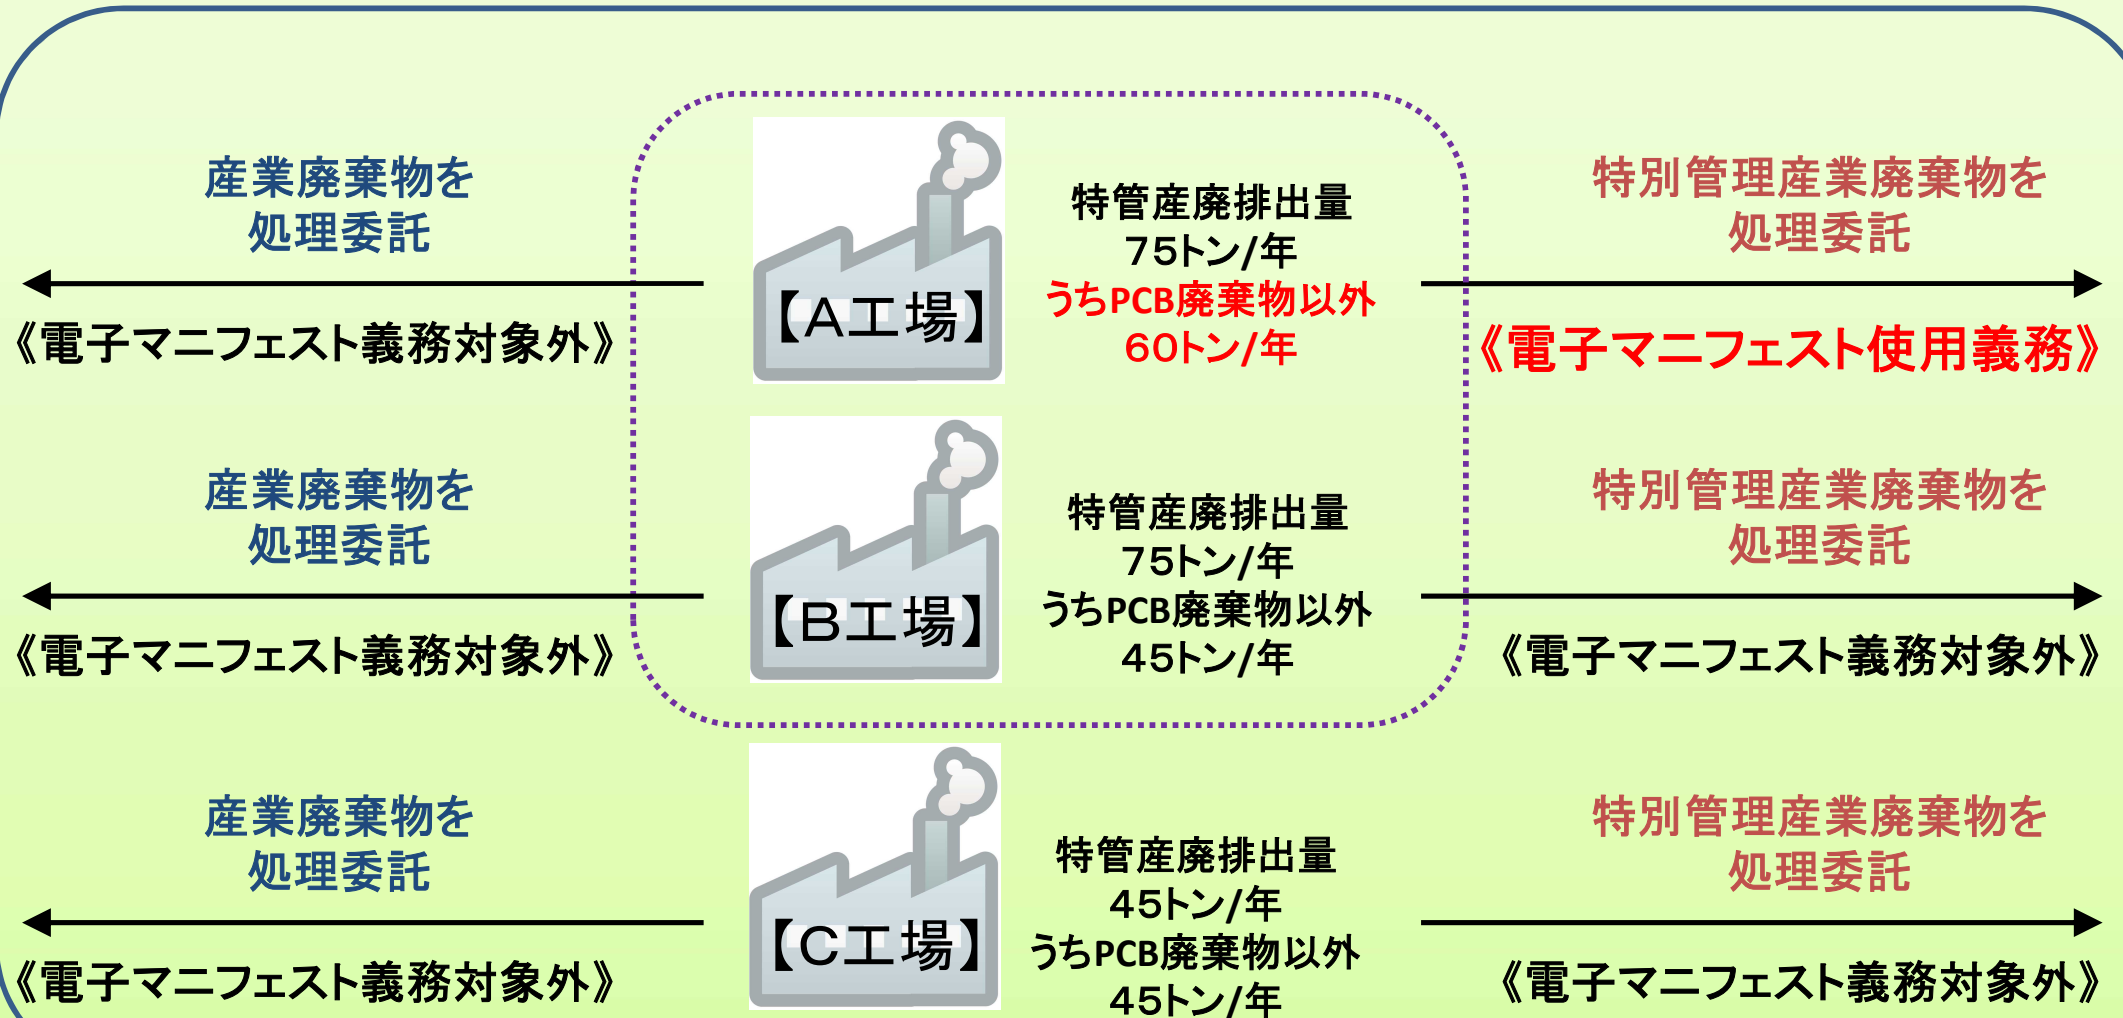 産業廃棄物を
処理委託
《電子マニフェスト義務対象外》
【A工場】
特管産廃排出量
75トン/年
うちPCB廃棄物以外
60トン/年
特別管理産業廃棄物を
処理委託
《電子マニフェスト使用義務》
産業廃棄物を
処理委託
《電子マニフェスト義務対象外》
【B工場】
特管産廃排出量
75トン/年
うちPCB廃棄物以外
45トン/年
特別管理産業廃棄物を
処理委託
《電子マニフェスト義務対象外》
産業廃棄物を
処理委託
《電子マニフェスト義務対象外》
【C工場】
特管産廃排出量
45トン/年
うちPCB廃棄物以外
45トン/年
特別管理産業廃棄物を
処理委託
《電子マニフェスト義務対象外》